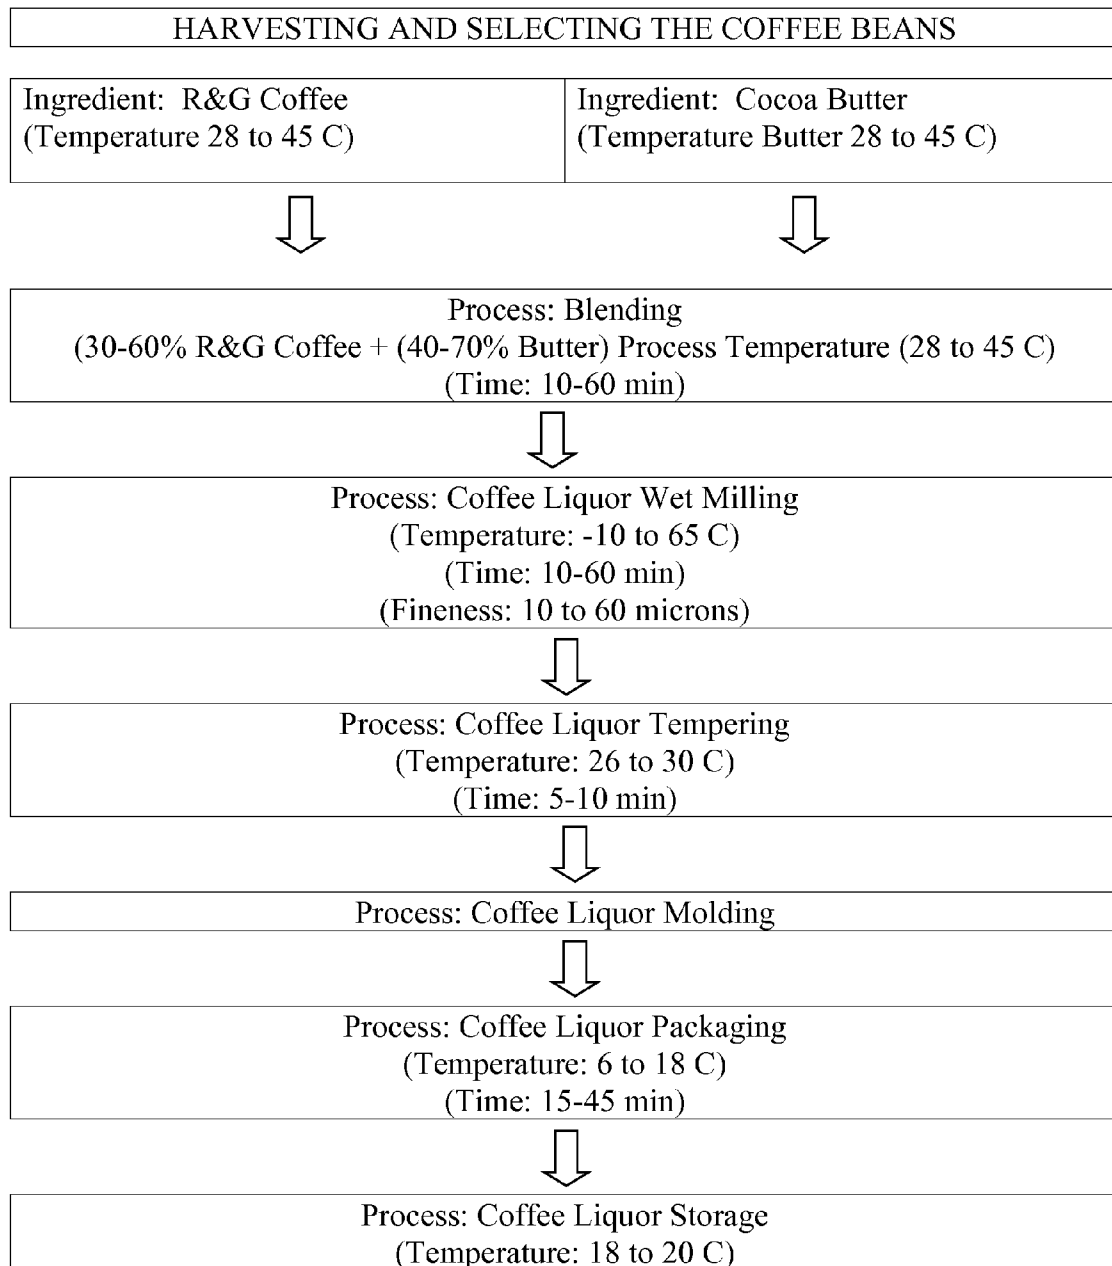 HARVESTING AND SELECTING THE COFFEE BEANS
Ingredient: R&G Coffee
(Temperature 28 to 45 C)
Ingredient: Cocoa Butter
(Temperature Butter 28 to 45 C)
Process: Blending
(30-60% R&G Coffee + (40-70% Butter) Process Temperature (28 to 45 C)
(Time: 10-60 min)
Process: Coffee Liquor Wet Milling
(Temperature: -10 to 65 C)
(Time: 10-60 min)
(Fineness: 10 to 60 microns)
Process: Coffee Liquor Tempering
(Temperature: 26 to 30 C)
(Time: 5-10 min)
Process: Coffee Liquor Molding
Process: Coffee Liquor Packaging
(Temperature: 6 to 18 C)
(Time: 15-45 min)
Process: Coffee Liquor Storage
(Temperature: 18 to 20 C)